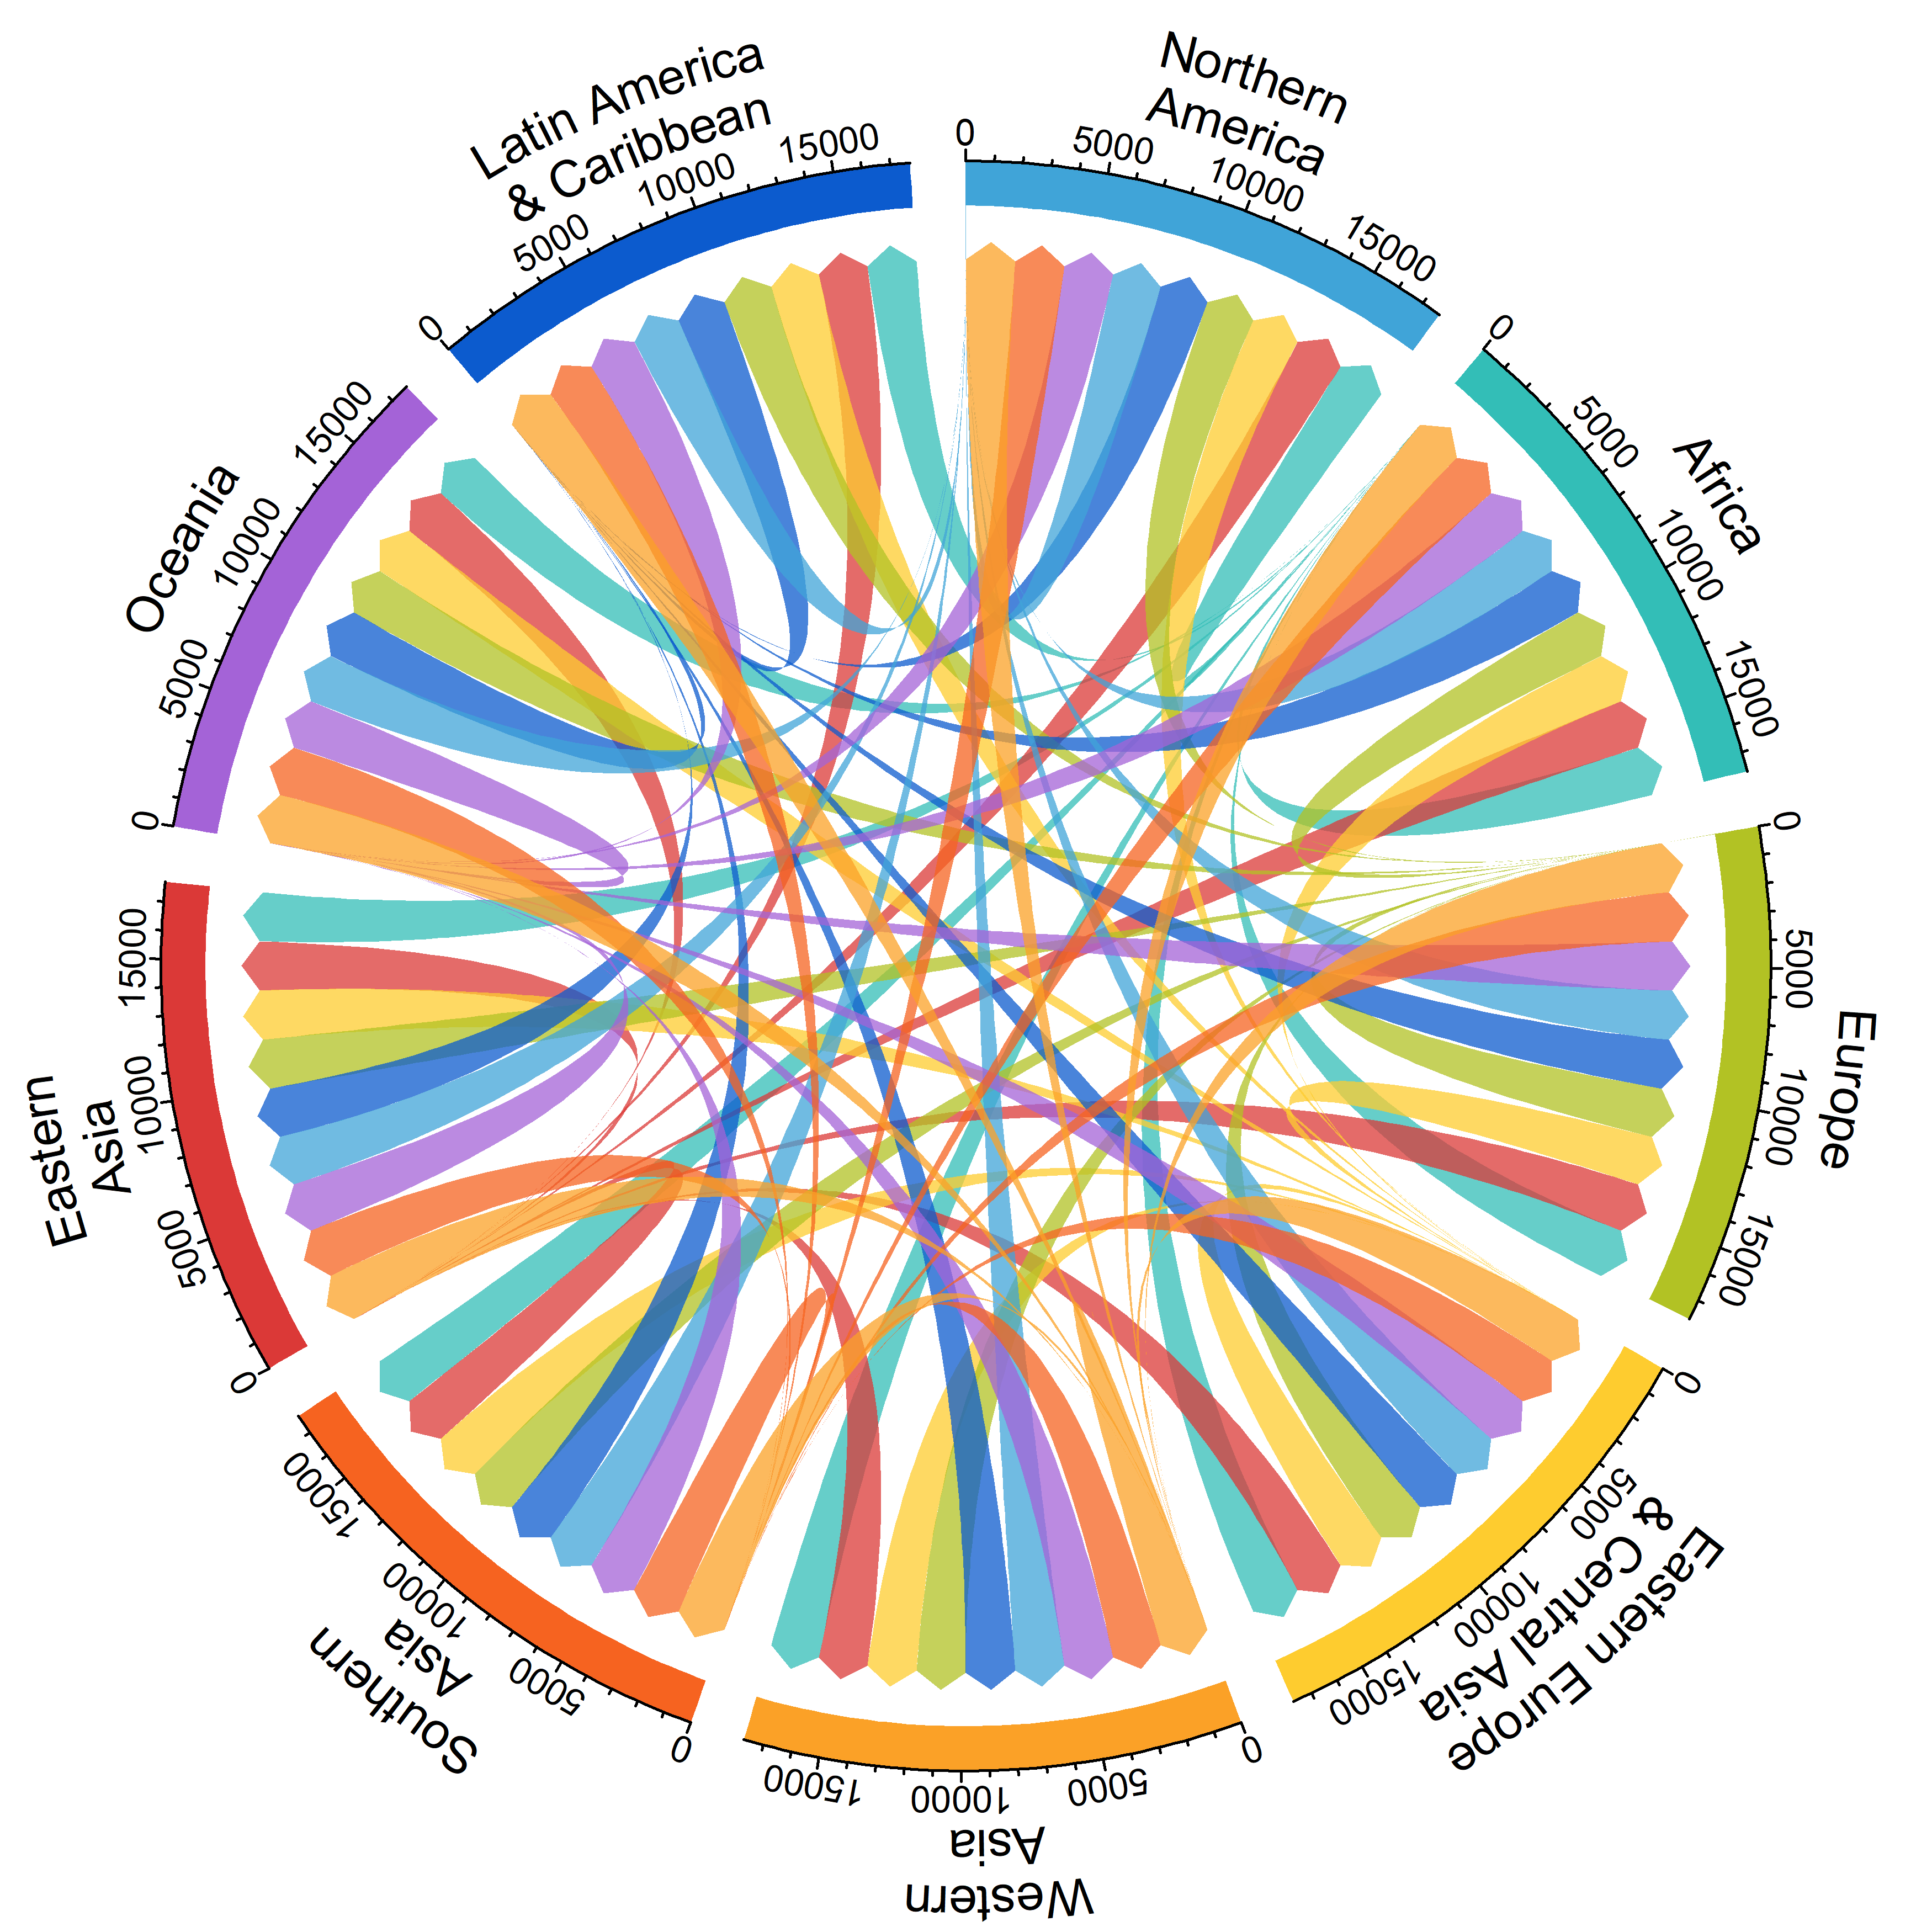 Northern
America
0
5000
10000
15000
Africa
0
5000
10000
15000
Europe
0
5000
10000
15000
Eastern Europe
& Central Asia
0
5000
10000
15000
Western
Asia
0
5000
10000
15000
Southern
Asia
0
5000
10000
15000
Eastern
Asia
0
5000
10000
15000
Oceania
0
5000
10000
15000
Latin America
& Caribbean
0
5000
10000
15000